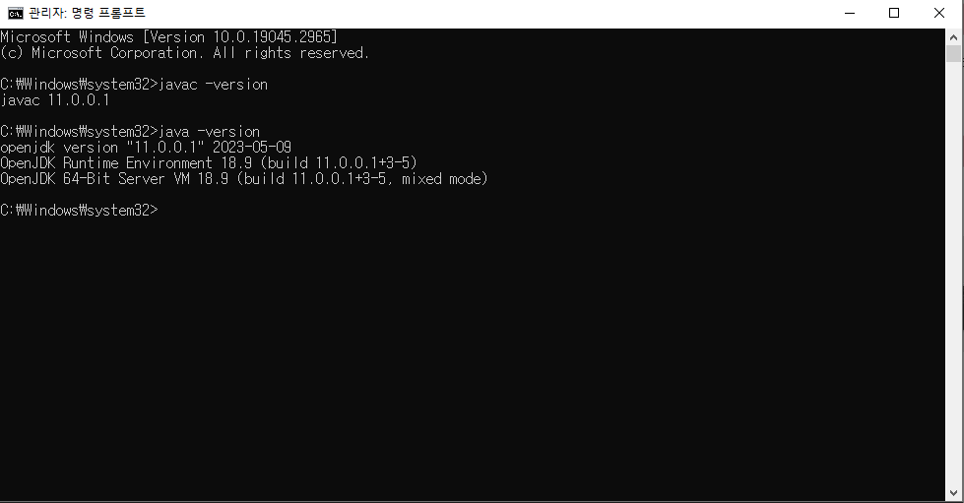 관리자: 명령 프롬프트
Microsoft Windows [Version 10.0.19045.2965]
(c) Microsoft Corporation. All rights reserved.
C:₩Windows₩system32>javac -version
javac 11.0.0.1
C:₩Windows₩system32>java -version
openjdk version "11.0.0.1" 2023-05-09
OpenJDK Runtime Environment 18.9 (build 11.0.0.1+3-5)
OpenJDK 64-Bit Server VM 18.9 (build 11.0.0.1+3-5, mixed mode)
C:₩Windows₩system32>